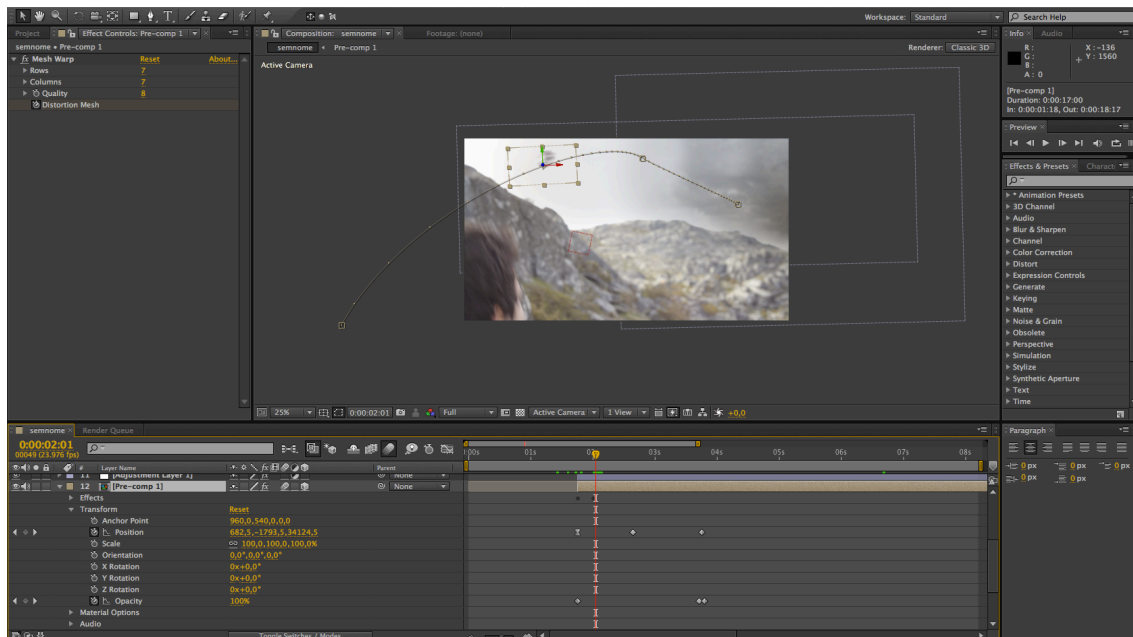 Workspace: Standard
Search Help
Project
Effect Controls: Pre-comp 1
semnome • Pre-comp 1
fx Mesh Warp Reset About...
Rows 7
Columns 7
Quality 8
Distortion Mesh
Composition: semnome
Footage: (none)
semnome Pre-comp 1
Renderer: Classic 3D
Active Camera
25% 0:00:02:01 Full Active Camera 1 View +0,0
Info Audio
R : X : -136
G : Y : 1560
B :
A : 0
[Pre-comp 1]
Duration: 0:00:17:00
In: 0:00:01:18, Out: 0:00:18:17
Preview
Effects & Presets Charact
* Animation Presets
3D Channel
Audio
Blur & Sharpen
Channel
Color Correction
Distort
Expression Controls
Generate
Keying
Matte
Noise & Grain
Obsolete
Perspective
Simulation
Stylize
Synthetic Aperture
Text
Time
semnome Render Queue
0:00:02:01
00049 (23.976 fps)
:00s 01s 03s 04s 05s 06s 07s 08s
# Layer Name Parent
11 [Adjustment Layer 1] None
12 [Pre-comp 1] None
Effects
Transform Reset
Anchor Point 960,0,540,0,0,0
Position 682,5,-1793,5,34124,5
Scale 100,0,100,0,100,0%
Orientation 0,0°,0,0°,0,0°
X Rotation 0x+0,0°
Y Rotation 0x+0,0°
Z Rotation 0x+0,0°
Opacity 100%
Material Options
Audio
Toggle Switches / Modes
Paragraph
0 px 0 px 0 px
0 px 0 px